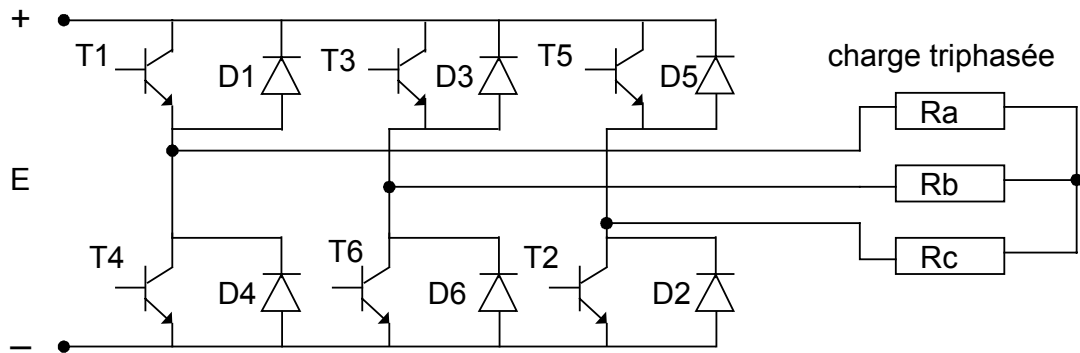 +
T1
D1
T3
D3
T5
D5
charge triphasée
Ra
E
Rb
Rc
T4
D4
T6
D6
T2
D2
–